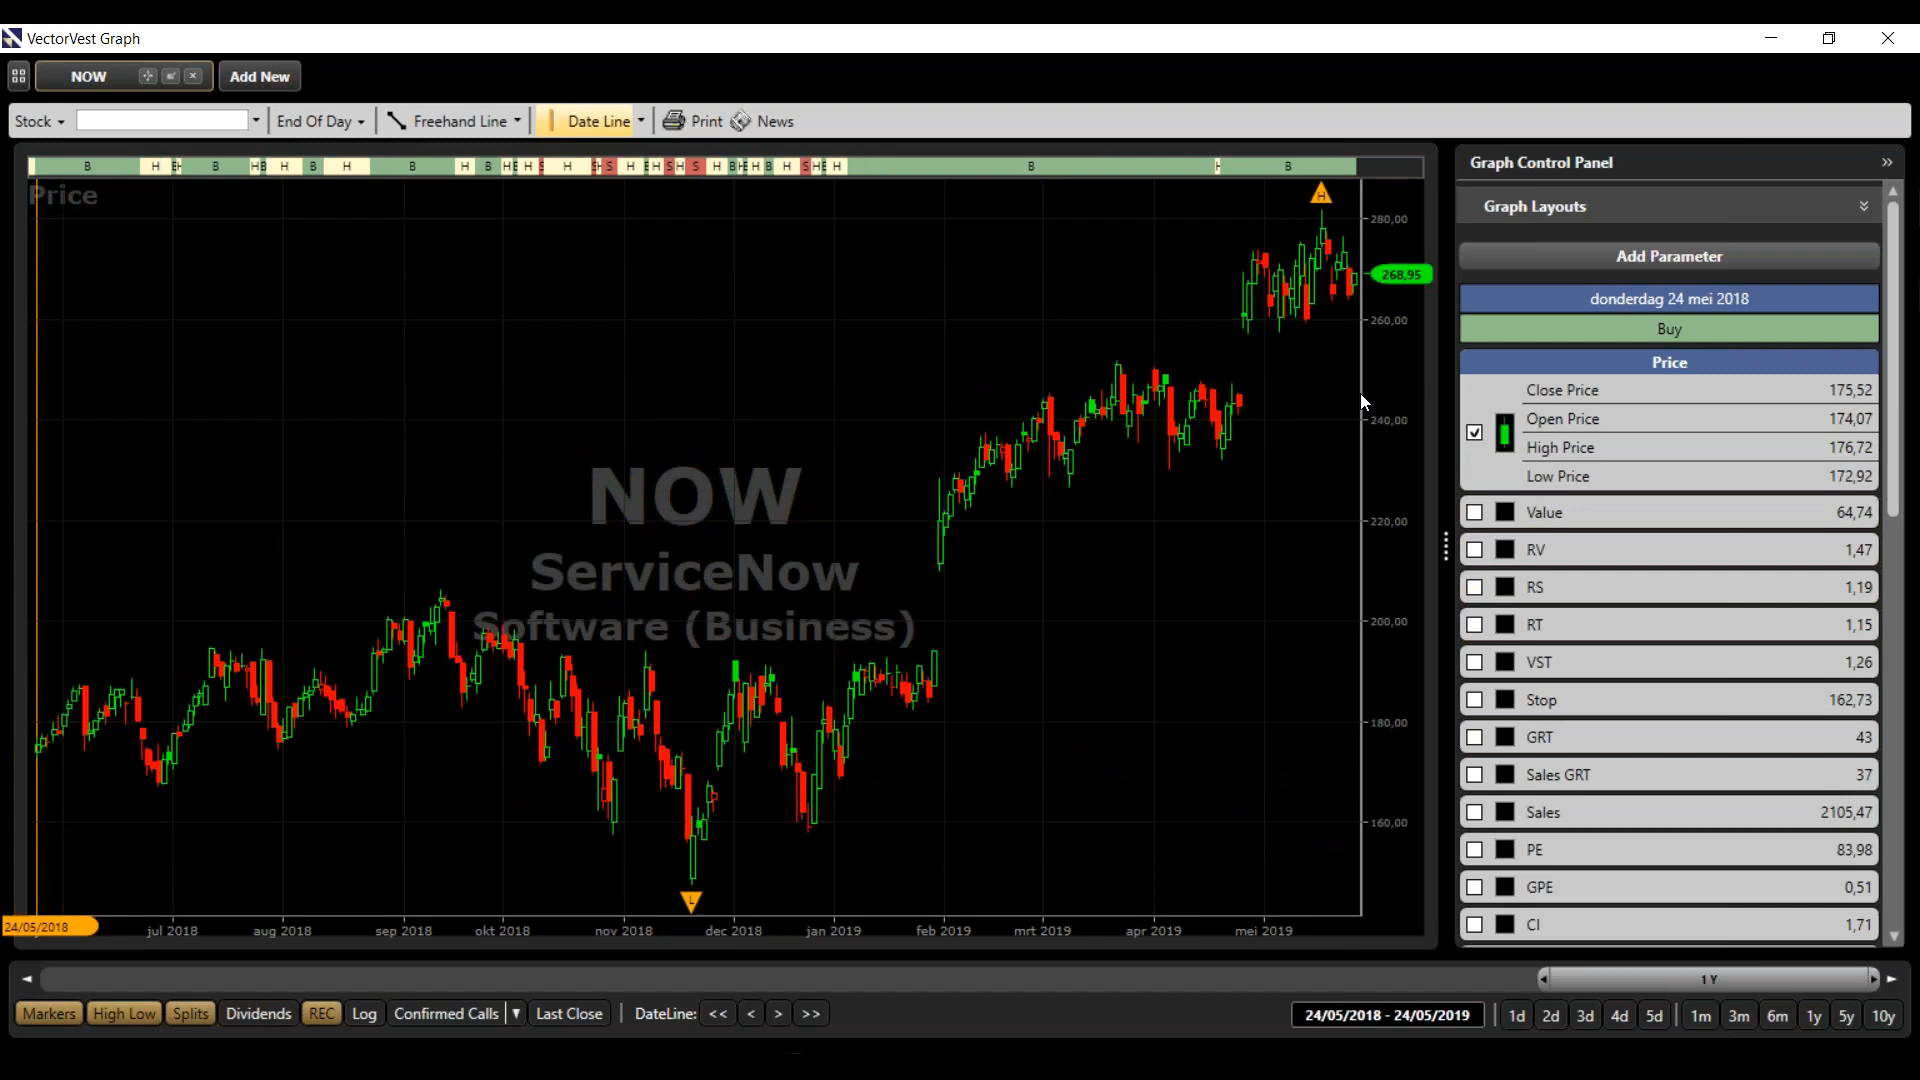 VectorVest Graph
NOW Add New
Stock End Of Day Freehand Line Date Line Print News
B H B H B H B H B H B H B H H S H S H H S H S H B H B H S H H B H B
Price
H
280,00
268,95
260,00
240,00
220,00
200,00
180,00
160,00
NOW
ServiceNow
Software (Business)
L
24/05/2018 jul 2018 aug 2018 sep 2018 okt 2018 nov 2018 dec 2018 jan 2019 feb 2019 mrt 2019 apr 2019 mei 2019
Graph Control Panel
Graph Layouts
Add Parameter
donderdag 24 mei 2018
Buy
Price
Close Price 175,52
Open Price 174,07
High Price 176,72
Low Price 172,92
Value 64,74
RV 1,47
RS 1,19
RT 1,15
VST 1,26
Stop 162,73
GRT 43
Sales GRT 37
Sales 2105,47
PE 83,98
GPE 0,51
CI 1,71
1 Y
Markers High Low Splits Dividends REC Log Confirmed Calls Last Close DateLine: << < > >> 24/05/2018 - 24/05/2019 1d 2d 3d 4d 5d 1m 3m 6m 1y 5y 10y